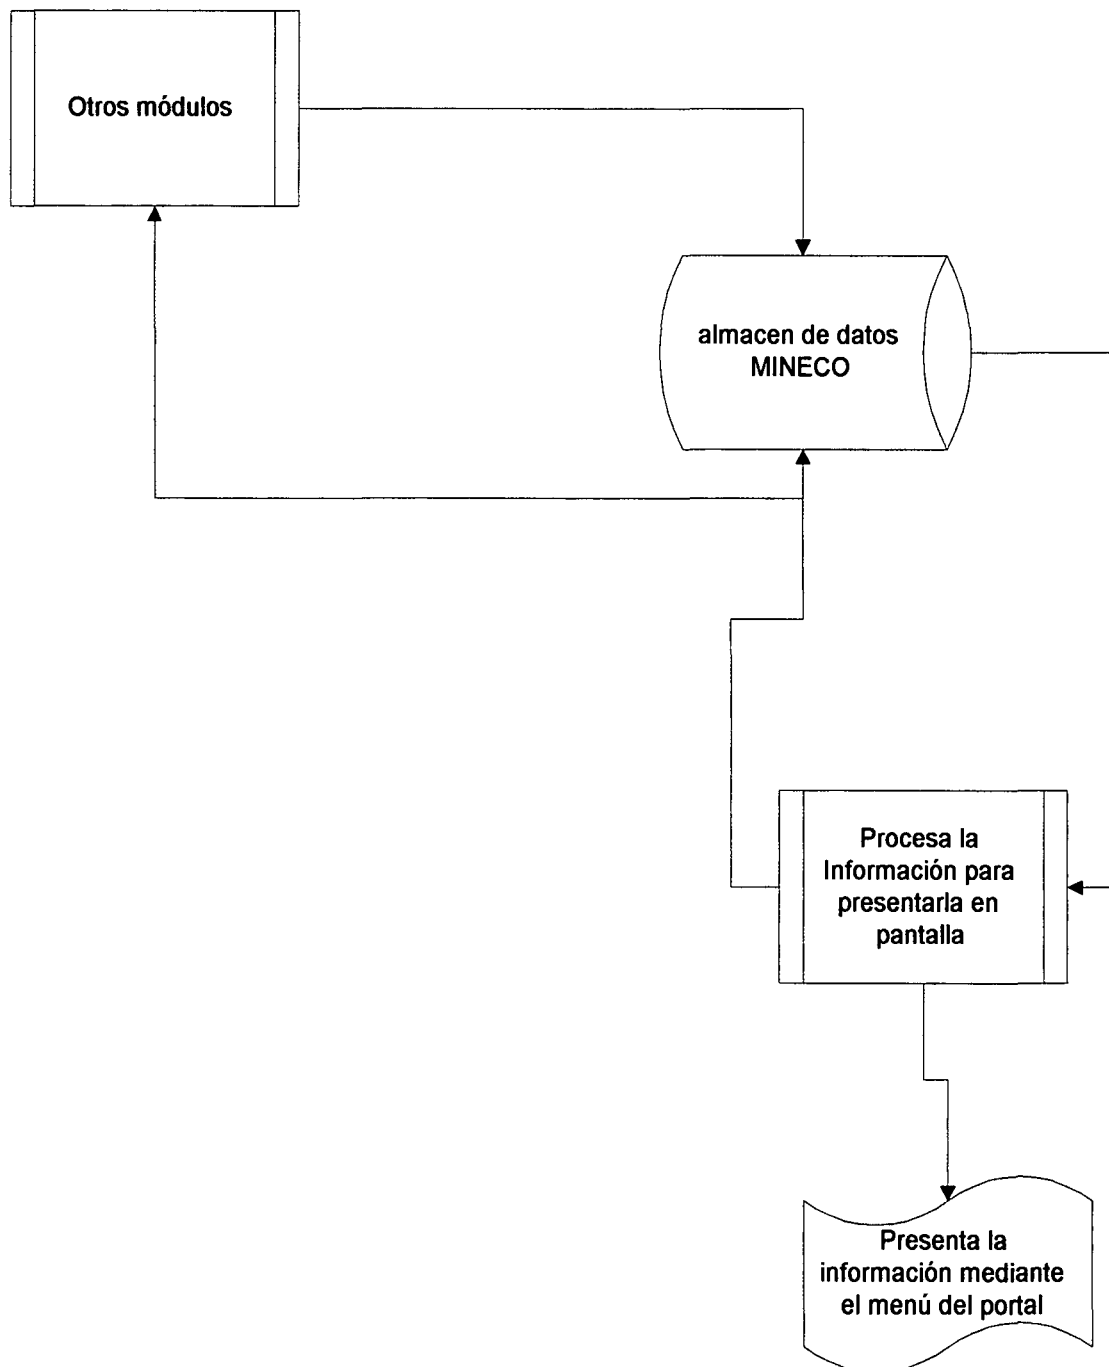 Otros módulos
almacen de datos
MINECO
Procesa la
Información para
presentarla en
pantalla
Presenta la
información mediante
el menú del portal